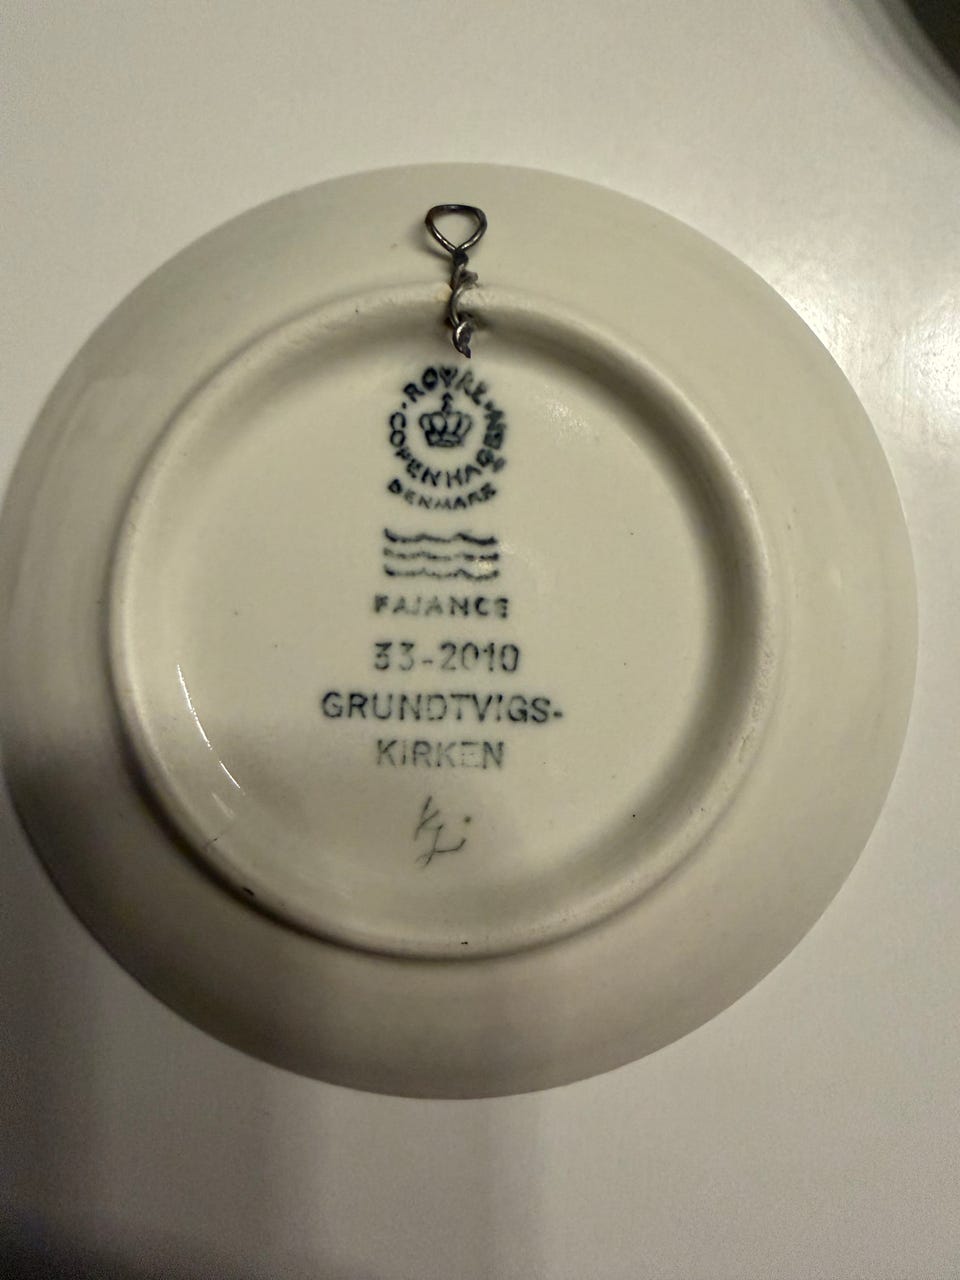 ROYAL
COPENHAGEN
DENMARK
FAJANCE
33-2010
GRUNDTVIGS-
KIRKEN